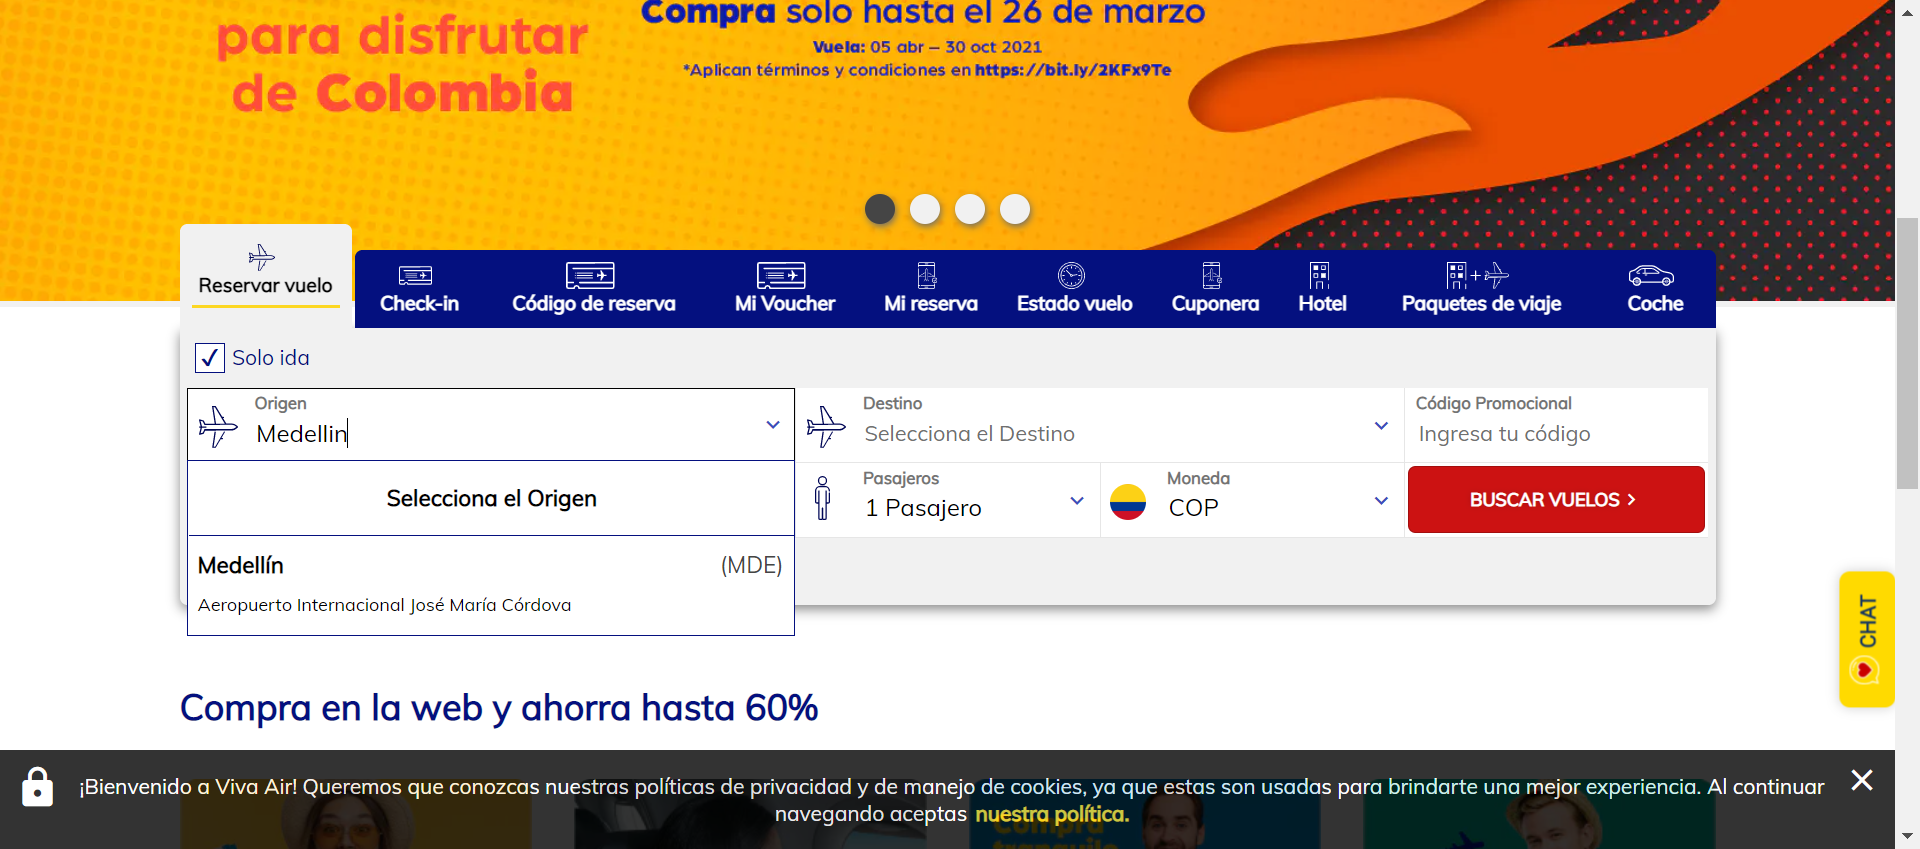 para disfrutar
de Colombia
Compra solo hasta el 26 de marzo
Vuela: 05 abr – 30 oct 2021
*Aplican términos y condiciones en https://bit.ly/2KFx9Te
Reservar vuelo
Check-in
Código de reserva
Mi Voucher
Mi reserva
Estado vuelo
Cuponera
Hotel
Paquetes de viaje
Coche
Solo ida
Origen
Medellin
Destino
Selecciona el Destino
Código Promocional
Ingresa tu código
Selecciona el Origen
Pasajeros
1 Pasajero
Moneda
COP
BUSCAR VUELOS >
Medellín (MDE)
Aeropuerto Internacional José María Córdova
CHAT
Compra en la web y ahorra hasta 60%
¡Bienvenido a Viva Air! Queremos que conozcas nuestras políticas de privacidad y de manejo de cookies, ya que estas son usadas para brindarte una mejor experiencia. Al continuar
navegando aceptas nuestra política.
Compra
tranquilo